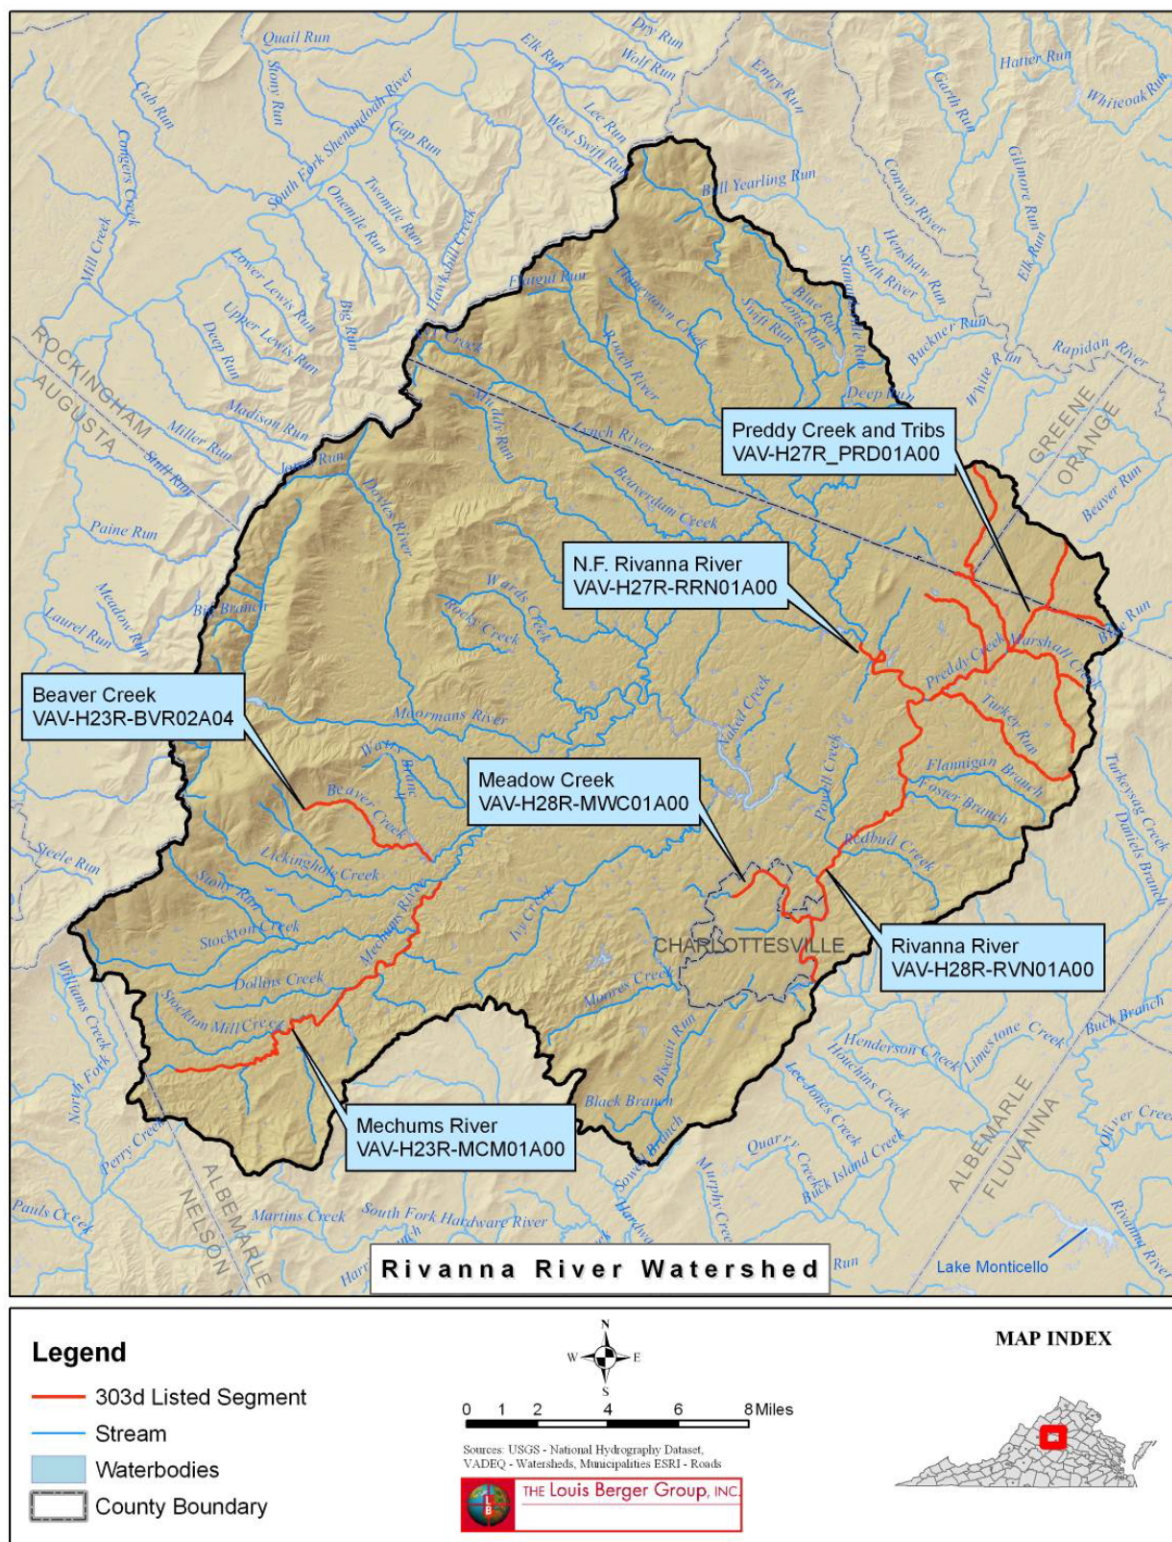 Quail Run
Stony Run
Cub Run
Congers Creek
Mill Creek
South Fork Shenandoah River
Gap Run
Twomile Run
Onemile Run
Hawksbill Creek
Elk Run
Dry Run
Wolf Run
Lee Run
West Swift Run
Entry Run
Hatter Run
Garth Run
Whiteoak Run
Gilmore Run
Conway River
Elk Run
Bull Yearling Run
Henshaw Run
South River
Lower Lewis Run
Upper Lewis Run
Deep Run
Big Run
Madison Run
Miller Run
Paine Run
Meadow Run
Laurel Run
Steele Run
ROCKINGHAM
AUGUSTA
Roach River
Swift Run
Long Run
Blue Run
Buckner Run
White Run
Rapidan River
Deep Run
GREENE
ORANGE
Beaver Run
Lynch River
Muddy Run
Beaverdam Creek
Jones Run
Doyles River
Big Branch
Wards Creek
Rocky Creek
Preddy Creek and Tribs
VAV-H27R_PRD01A00
N.F. Rivanna River
VAV-H27R-RRN01A00
Preddy Creek
Marshall Creek
Blue Run
Turker Run
Beaver Creek
VAV-H23R-BVR02A04
Moormans River
Watts Branc
Naked Creek
Powell Creek
Flannigan Branch
Foster Branch
Turkeysag Creek
Daniels Branch
Meadow Creek
VAV-H28R-MWC01A00
Beaver Creek
Lickinghole Creek
Redbud Creek
Stony Run
Stockton Creek
Mechums River
Ivy Creek
CHARLOTTESVILLE
Rivanna River
VAV-H28R-RVN01A00
Dollins Creek
Stockton Mill Creek
Moores Creek
Biscuit Run
Williams Creek
North Fork
Perry Creek
Black Branch
Mechums River
VAV-H23R-MCM01A00
Henderson Creek
Houchins Creek
Limestone Creek
Buck Branch
Lee Jones Creek
Quarry Creek
Buck Island Creek
Murphy Creek
ALBEMARLE
FLUVANNA
Rivanna River
Pauls Creek
ALBEMARLE
NELSON
Martins Creek
South Fork Hardware River
Lake Monticello
Rivanna River Watershed
Legend
303d Listed Segment
Stream
Waterbodies
County Boundary
N
W E
S
0 1 2 4 6 8 Miles
Sources: USGS - National Hydrography Dataset,
VADEQ - Watersheds, Municipalities ESRI - Roads
L
B
THE Louis Berger Group, INC.
MAP INDEX